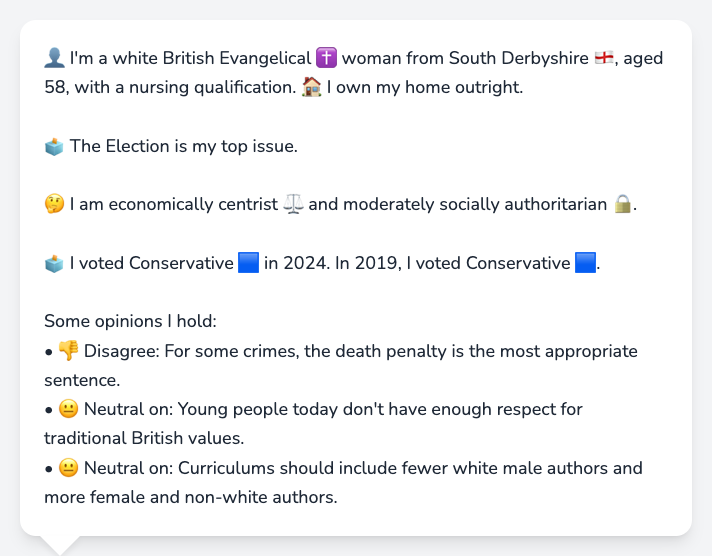 👤 I'm a white British Evangelical ✝️ woman from South Derbyshire 🏴󠁧󠁢󠁥󠁮󠁧󠁿, aged
58, with a nursing qualification. 🏠 I own my home outright.
🗳️ The Election is my top issue.
🤔 I am economically centrist ⚖️ and moderately socially authoritarian 🔒.
🗳️ I voted Conservative 🟦 in 2024. In 2019, I voted Conservative 🟦.
Some opinions I hold:
• 👎 Disagree: For some crimes, the death penalty is the most appropriate
sentence.
• 😐 Neutral on: Young people today don't have enough respect for
traditional British values.
• 😐 Neutral on: Curriculums should include fewer white male authors and
more female and non-white authors.